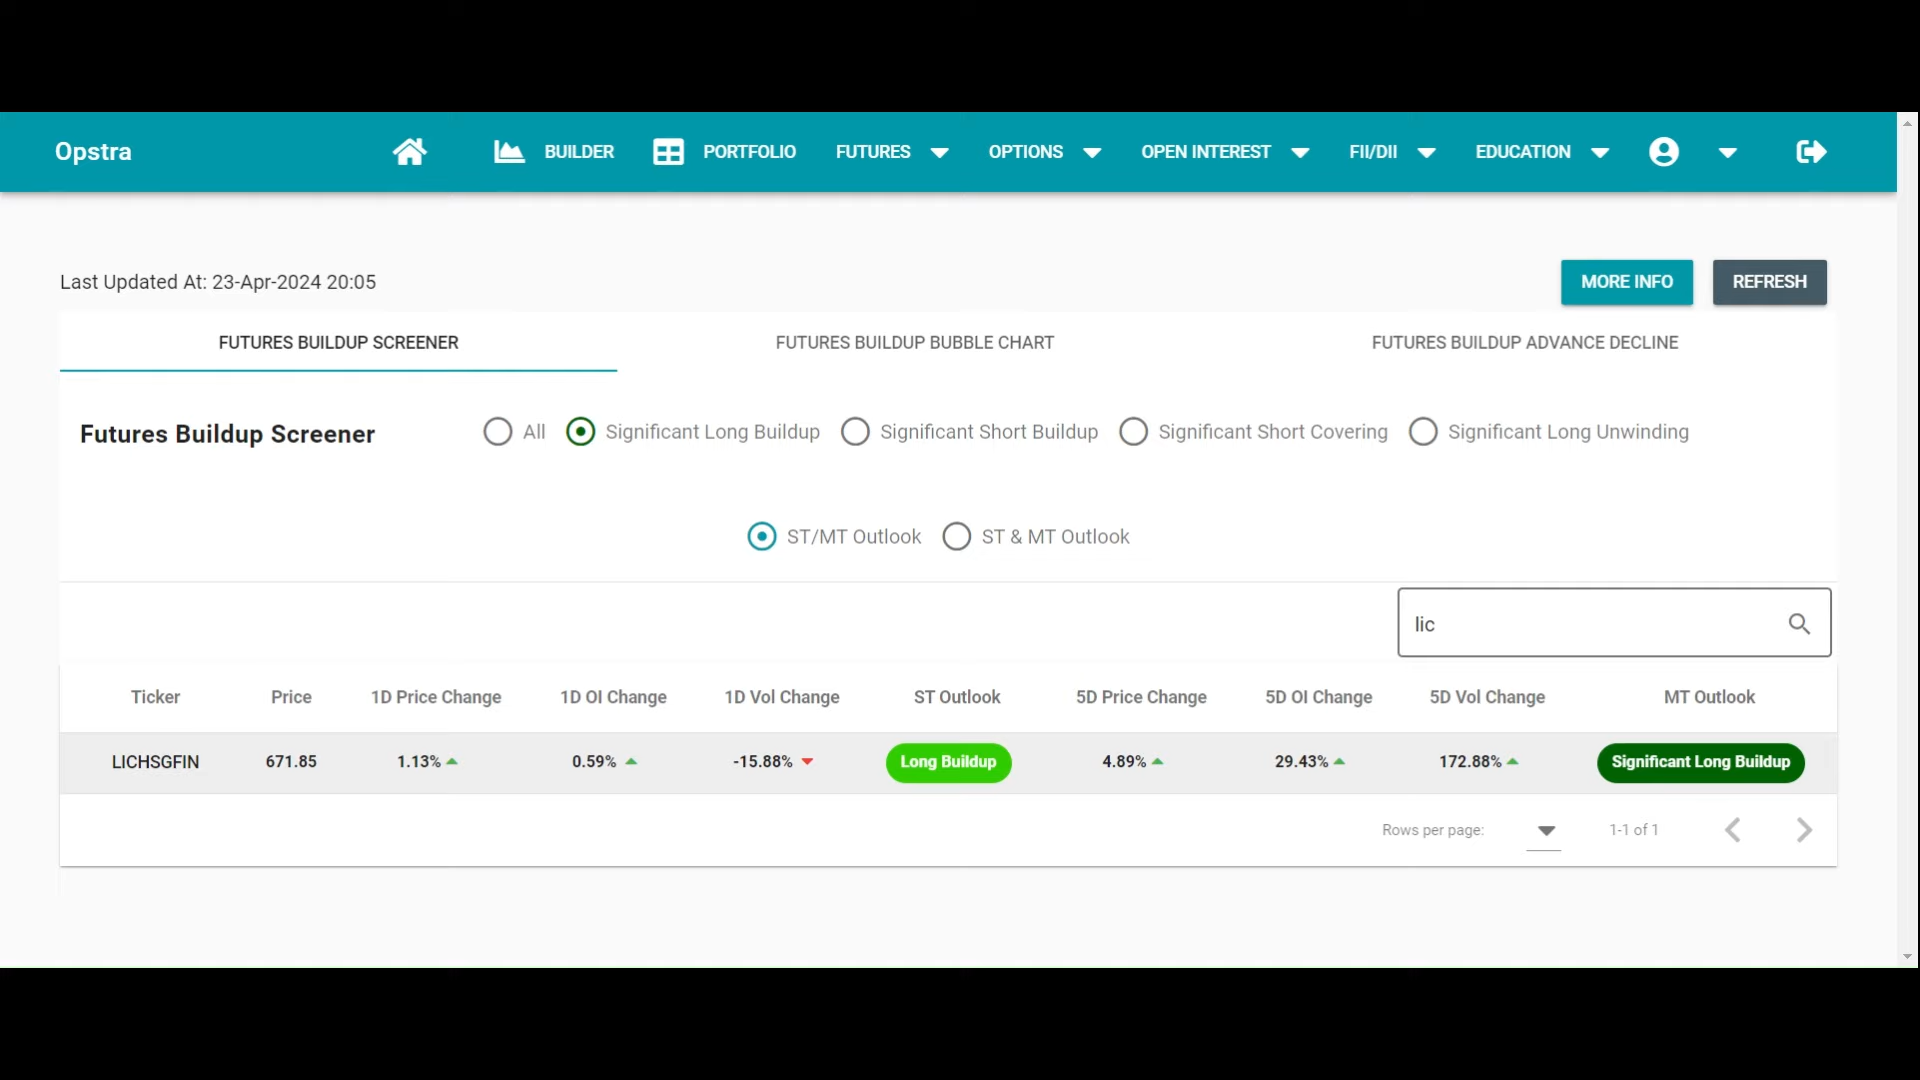 Opstra BUILDER PORTFOLIO FUTURES OPTIONS OPEN INTEREST FII/DII EDUCATION
Last Updated At: 23-Apr-2024 20:05 MORE INFO REFRESH
FUTURES BUILDUP SCREENER FUTURES BUILDUP BUBBLE CHART FUTURES BUILDUP ADVANCE DECLINE
Futures Buildup Screener All Significant Long Buildup Significant Short Buildup Significant Short Covering Significant Long Unwinding
ST/MT Outlook ST & MT Outlook
lic
Ticker Price 1D Price Change 1D OI Change 1D Vol Change ST Outlook 5D Price Change 5D OI Change 5D Vol Change MT Outlook
LICHSGFIN 671.85 1.13% 0.59% -15.88% Long Buildup 4.89% 29.43% 172.88% Significant Long Buildup
Rows per page: 1-1 of 1